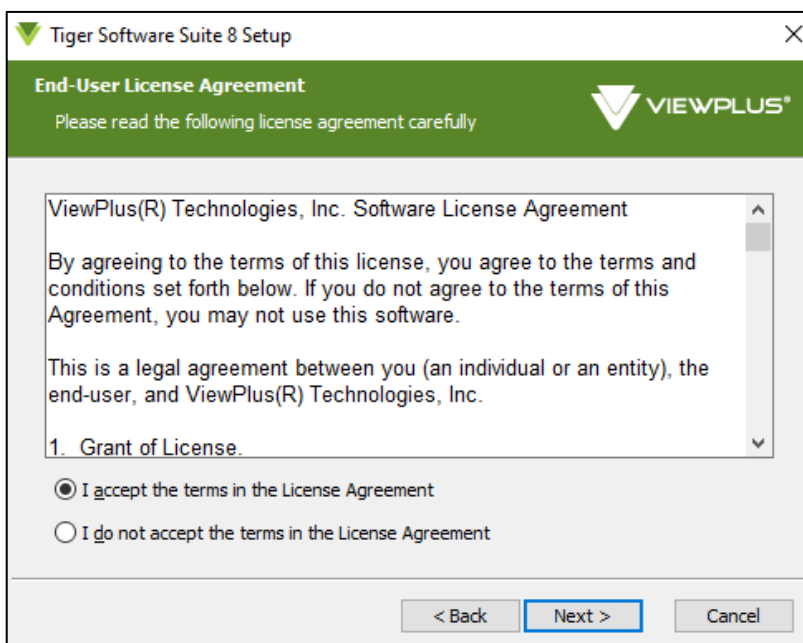 Tiger Software Suite 8 Setup
End-User License Agreement
Please read the following license agreement carefully
VIEWPLUS®
ViewPlus(R) Technologies, Inc. Software License Agreement
By agreeing to the terms of this license, you agree to the terms and
conditions set forth below. If you do not agree to the terms of this
Agreement, you may not use this software.
This is a legal agreement between you (an individual or an entity), the
end-user, and ViewPlus(R) Technologies, Inc.
1. Grant of License.
I accept the terms in the License Agreement
I do not accept the terms in the License Agreement
< Back
Next >
Cancel